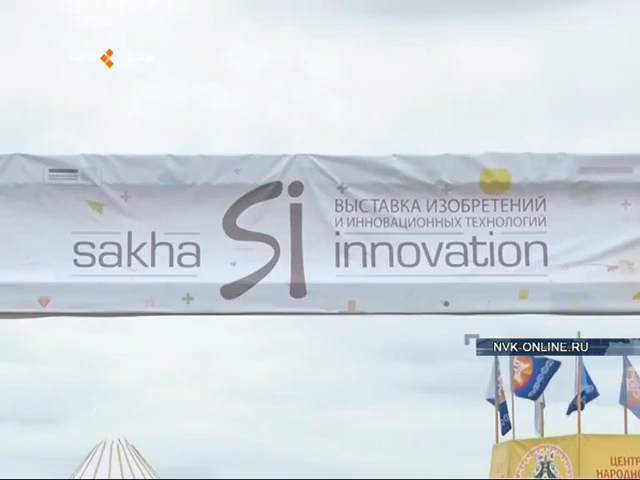 ВЫСТАВКА ИЗОБРЕТЕНИЙ
И ИННОВАЦИОННЫХ ТЕХНОЛОГИЙ
sakha Si innovation
NVK-ONLINE.RU